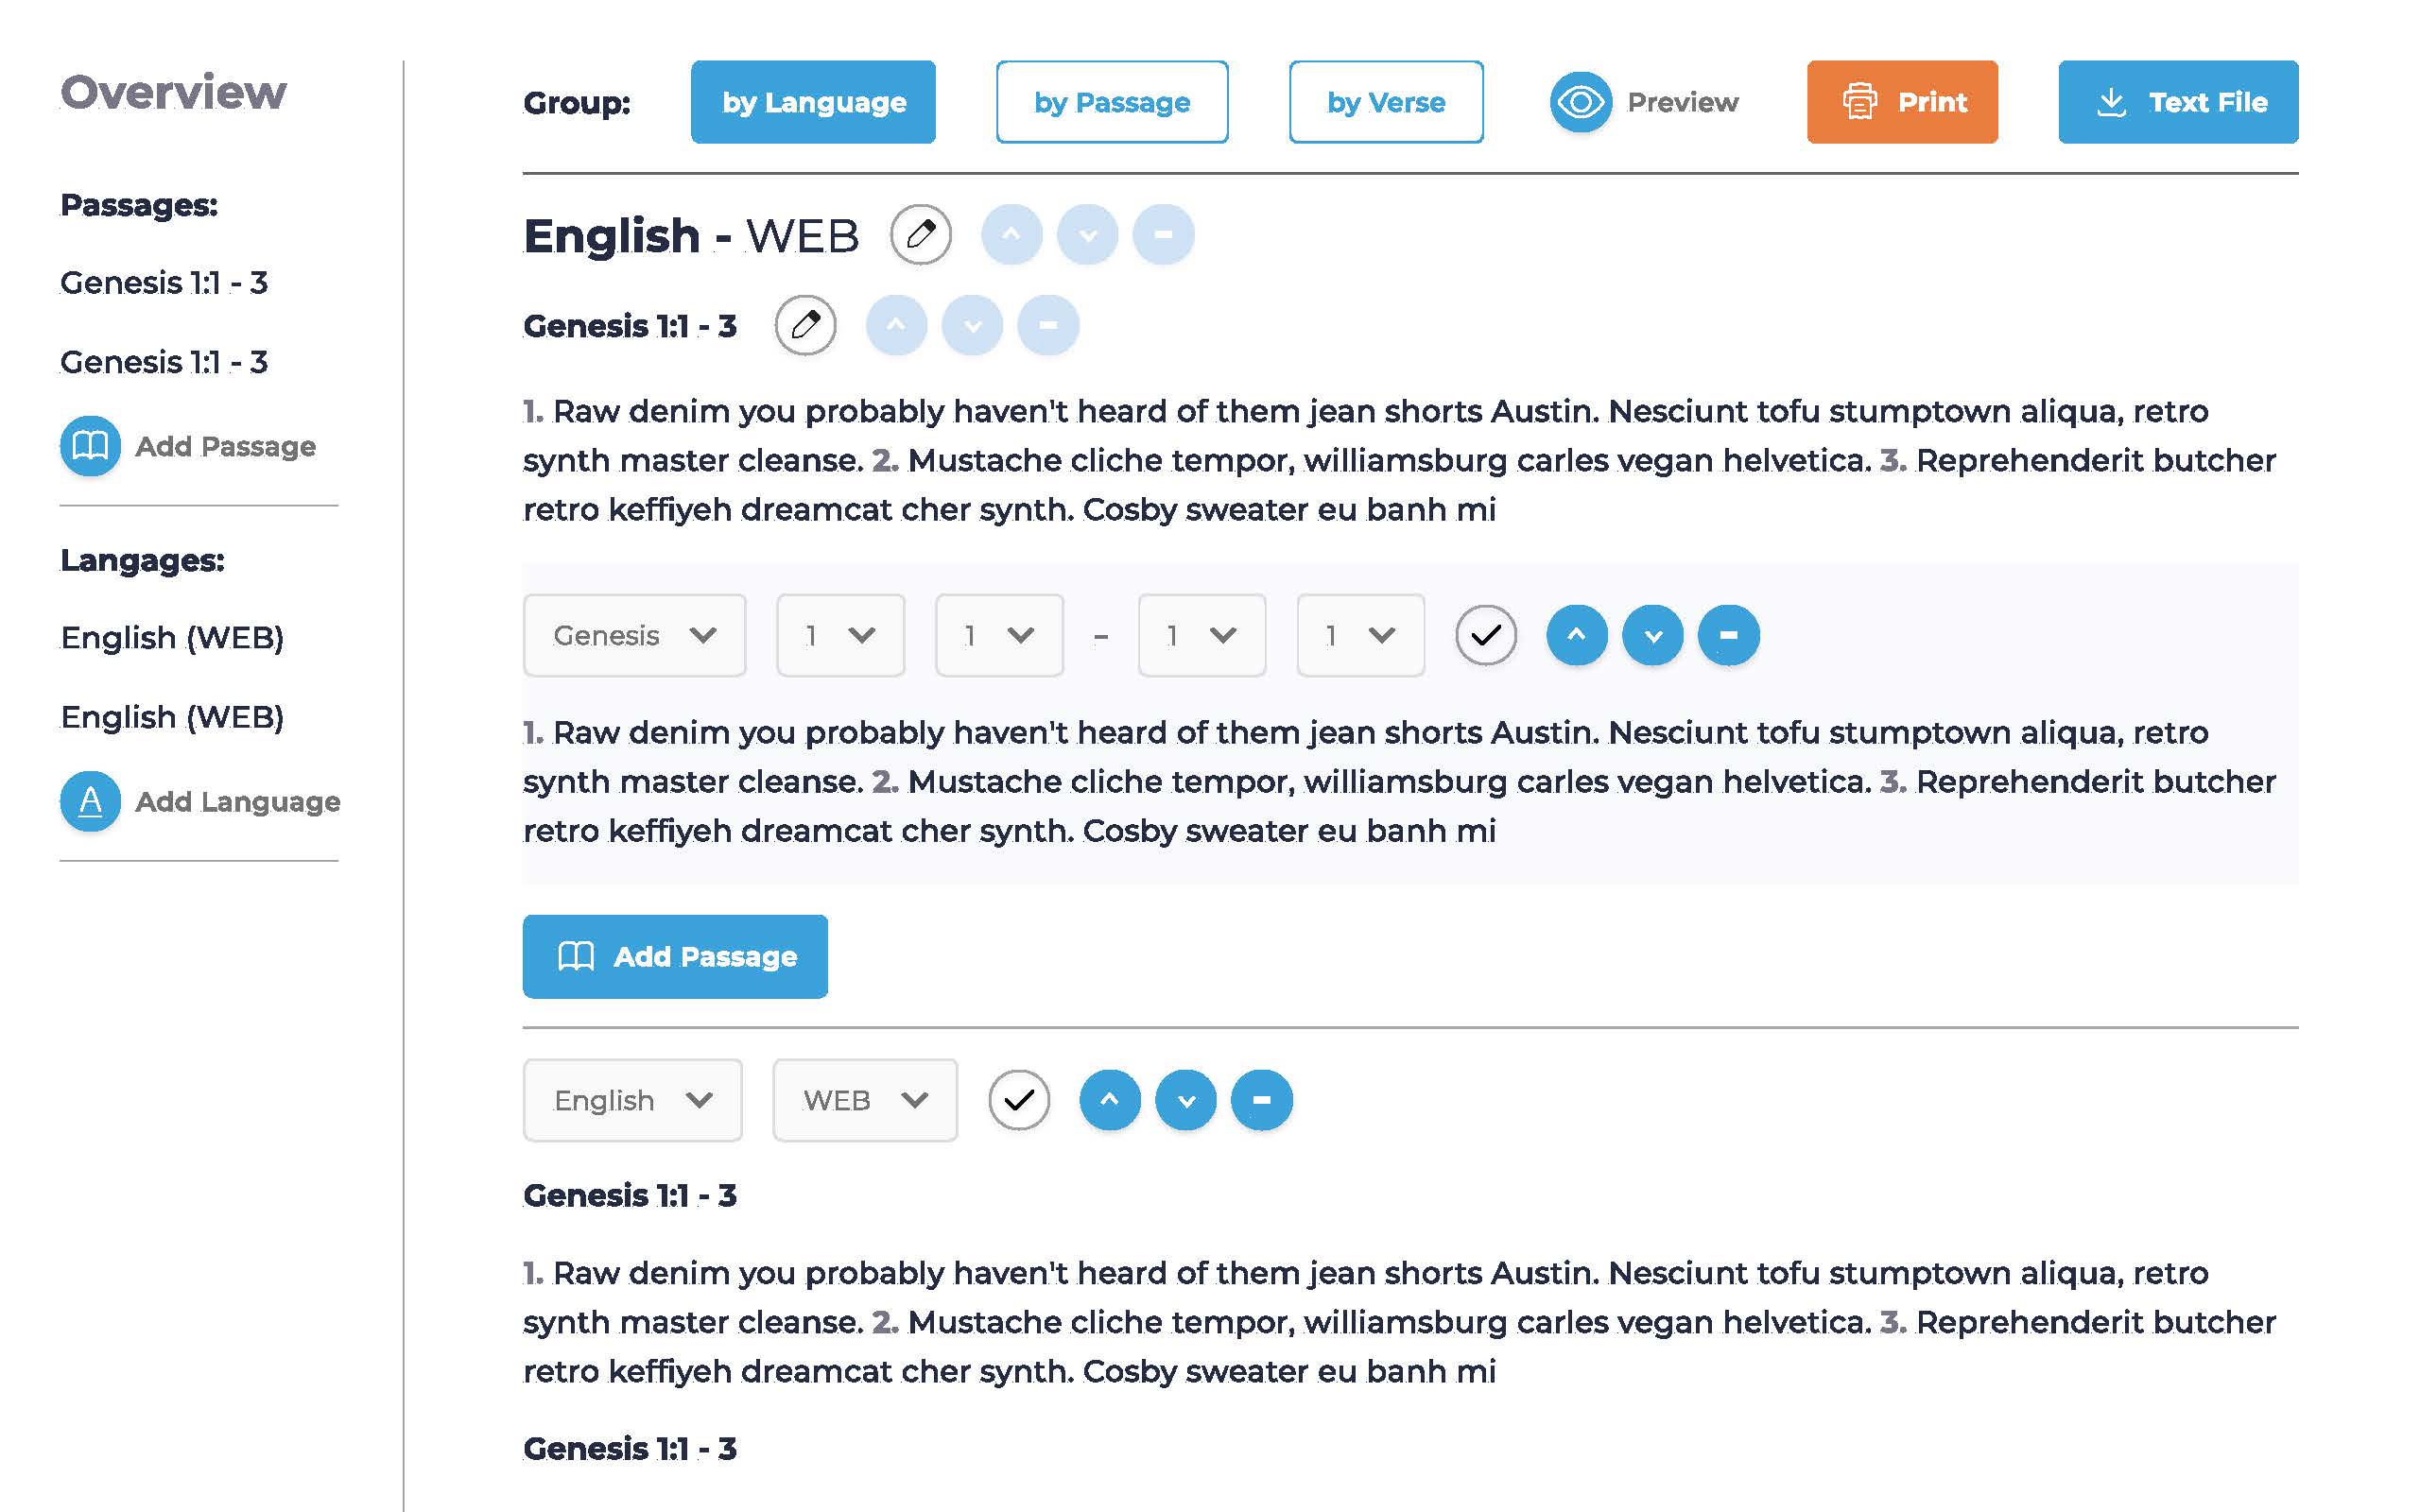 Overview
Passages:
Genesis 1:1 - 3
Genesis 1:1 - 3
Add Passage
Langages:
English (WEB)
English (WEB)
Add Language
Group: by Language by Passage by Verse Preview Print Text File
English - WEB
Genesis 1:1 - 3
1. Raw denim you probably haven't heard of them jean shorts Austin. Nesciunt tofu stumptown aliqua, retro
synth master cleanse. 2. Mustache cliche tempor, williamsburg carles vegan helvetica. 3. Reprehenderit butcher
retro keffiyeh dreamcat cher synth. Cosby sweater eu banh mi
Genesis 1 1 - 1 1
1. Raw denim you probably haven't heard of them jean shorts Austin. Nesciunt tofu stumptown aliqua, retro
synth master cleanse. 2. Mustache cliche tempor, williamsburg carles vegan helvetica. 3. Reprehenderit butcher
retro keffiyeh dreamcat cher synth. Cosby sweater eu banh mi
Add Passage
English WEB
Genesis 1:1 - 3
1. Raw denim you probably haven't heard of them jean shorts Austin. Nesciunt tofu stumptown aliqua, retro
synth master cleanse. 2. Mustache cliche tempor, williamsburg carles vegan helvetica. 3. Reprehenderit butcher
retro keffiyeh dreamcat cher synth. Cosby sweater eu banh mi
Genesis 1:1 - 3